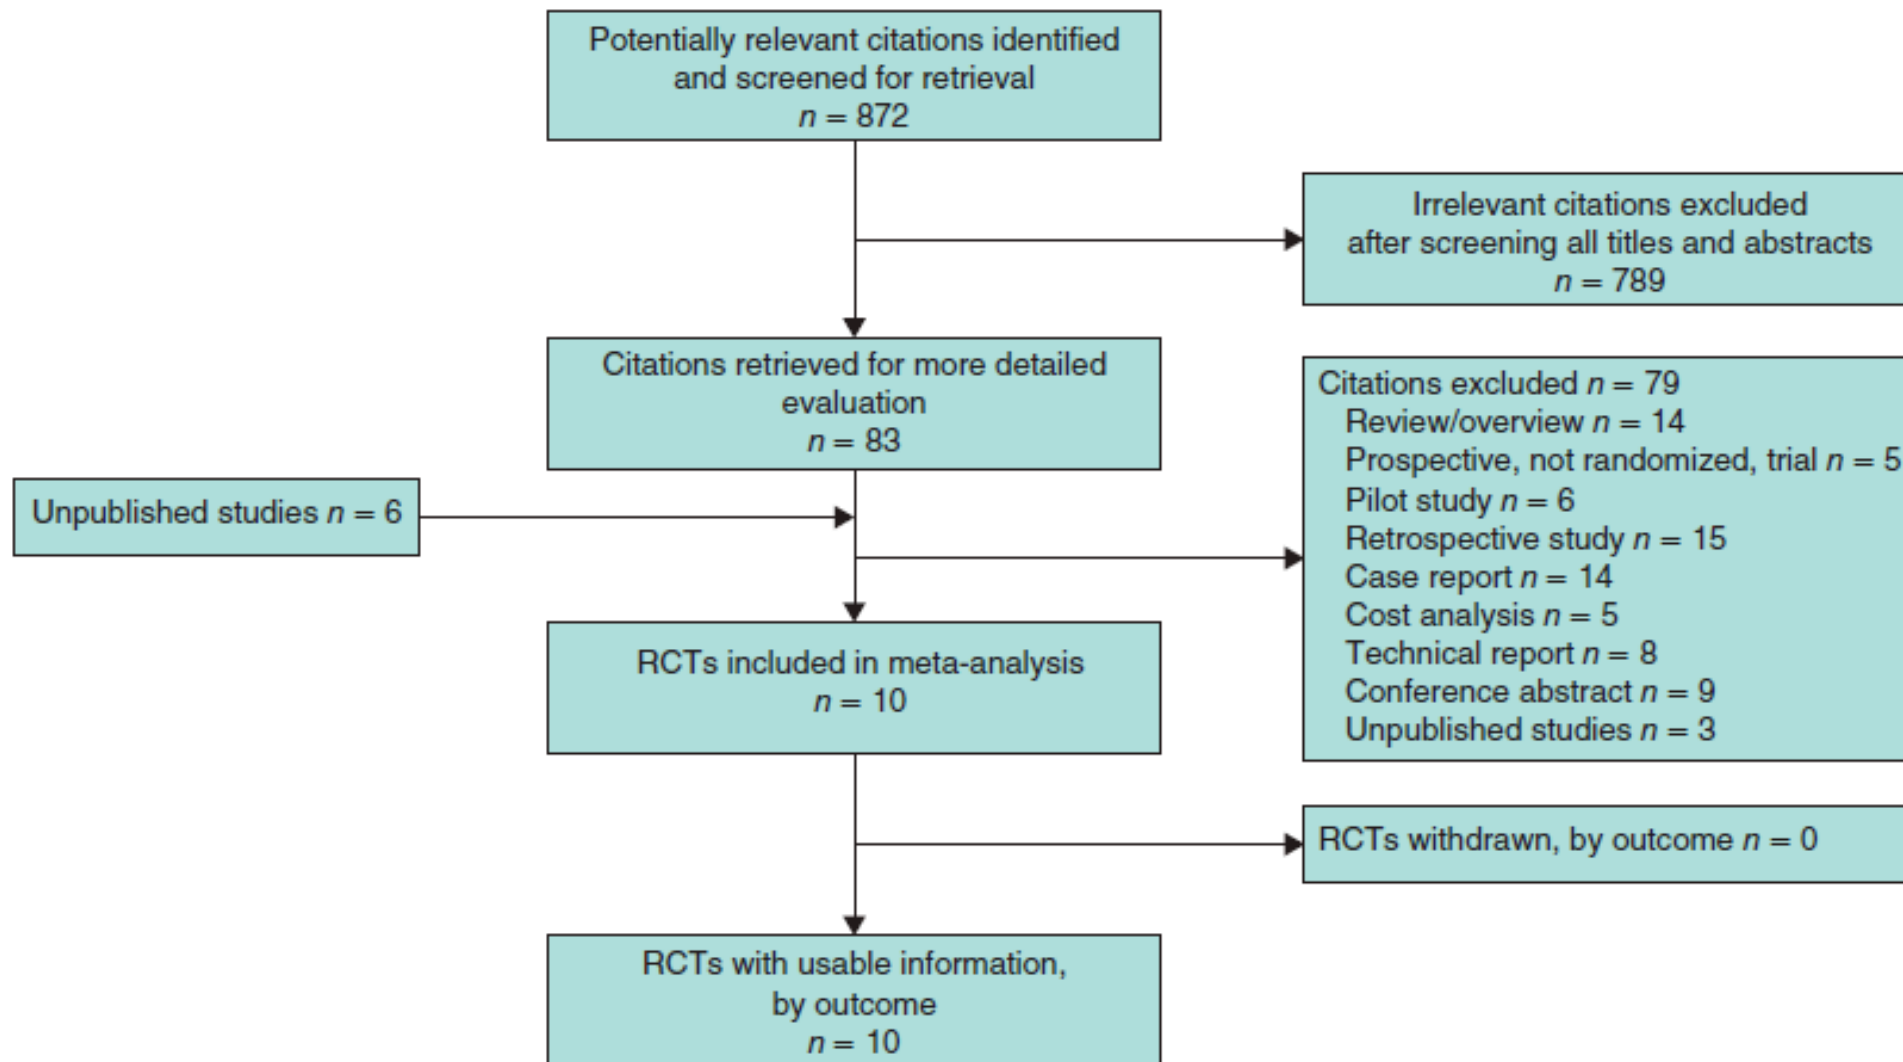 Potentially relevant citations identified
and screened for retrieval
n = 872
Irrelevant citations excluded
after screening all titles and abstracts
n = 789
Citations retrieved for more detailed
evaluation
n = 83
Citations excluded n = 79
Review/overview n = 14
Prospective, not randomized, trial n = 5
Pilot study n = 6
Retrospective study n = 15
Case report n = 14
Cost analysis n = 5
Technical report n = 8
Conference abstract n = 9
Unpublished studies n = 3
Unpublished studies n = 6
RCTs included in meta-analysis
n = 10
RCTs withdrawn, by outcome n = 0
RCTs with usable information,
by outcome
n = 10